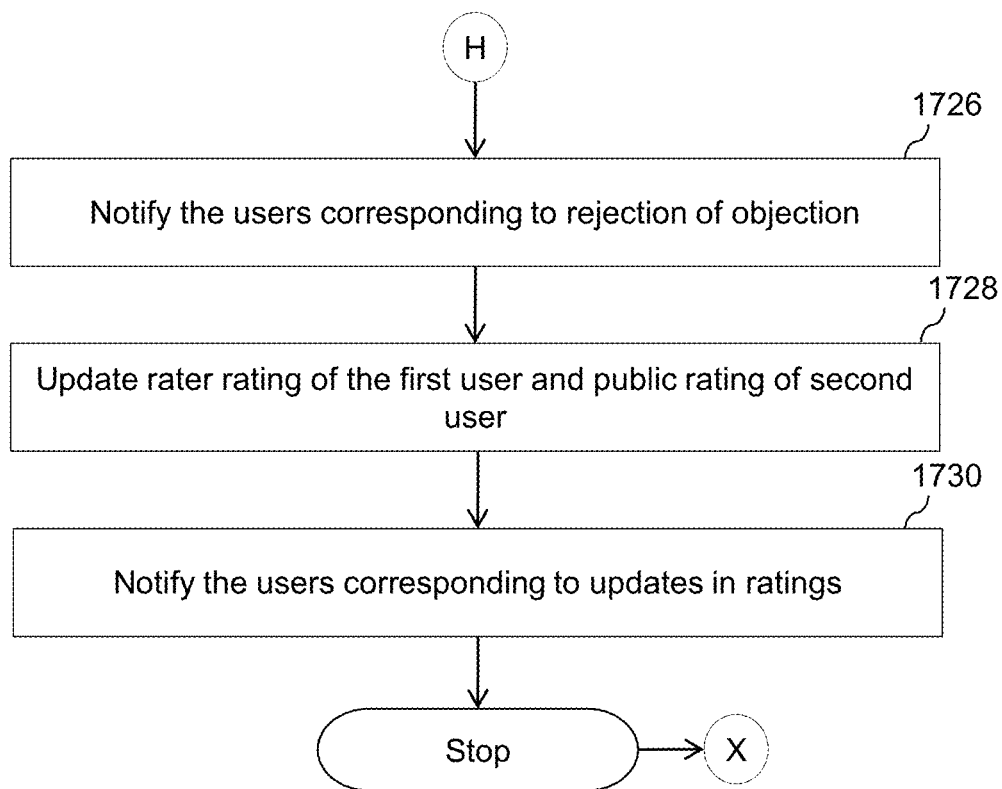 H
1726
Notify the users corresponding to rejection of objection
1728
Update rater rating of the first user and public rating of second
user
1730
Notify the users corresponding to updates in ratings
Stop
X